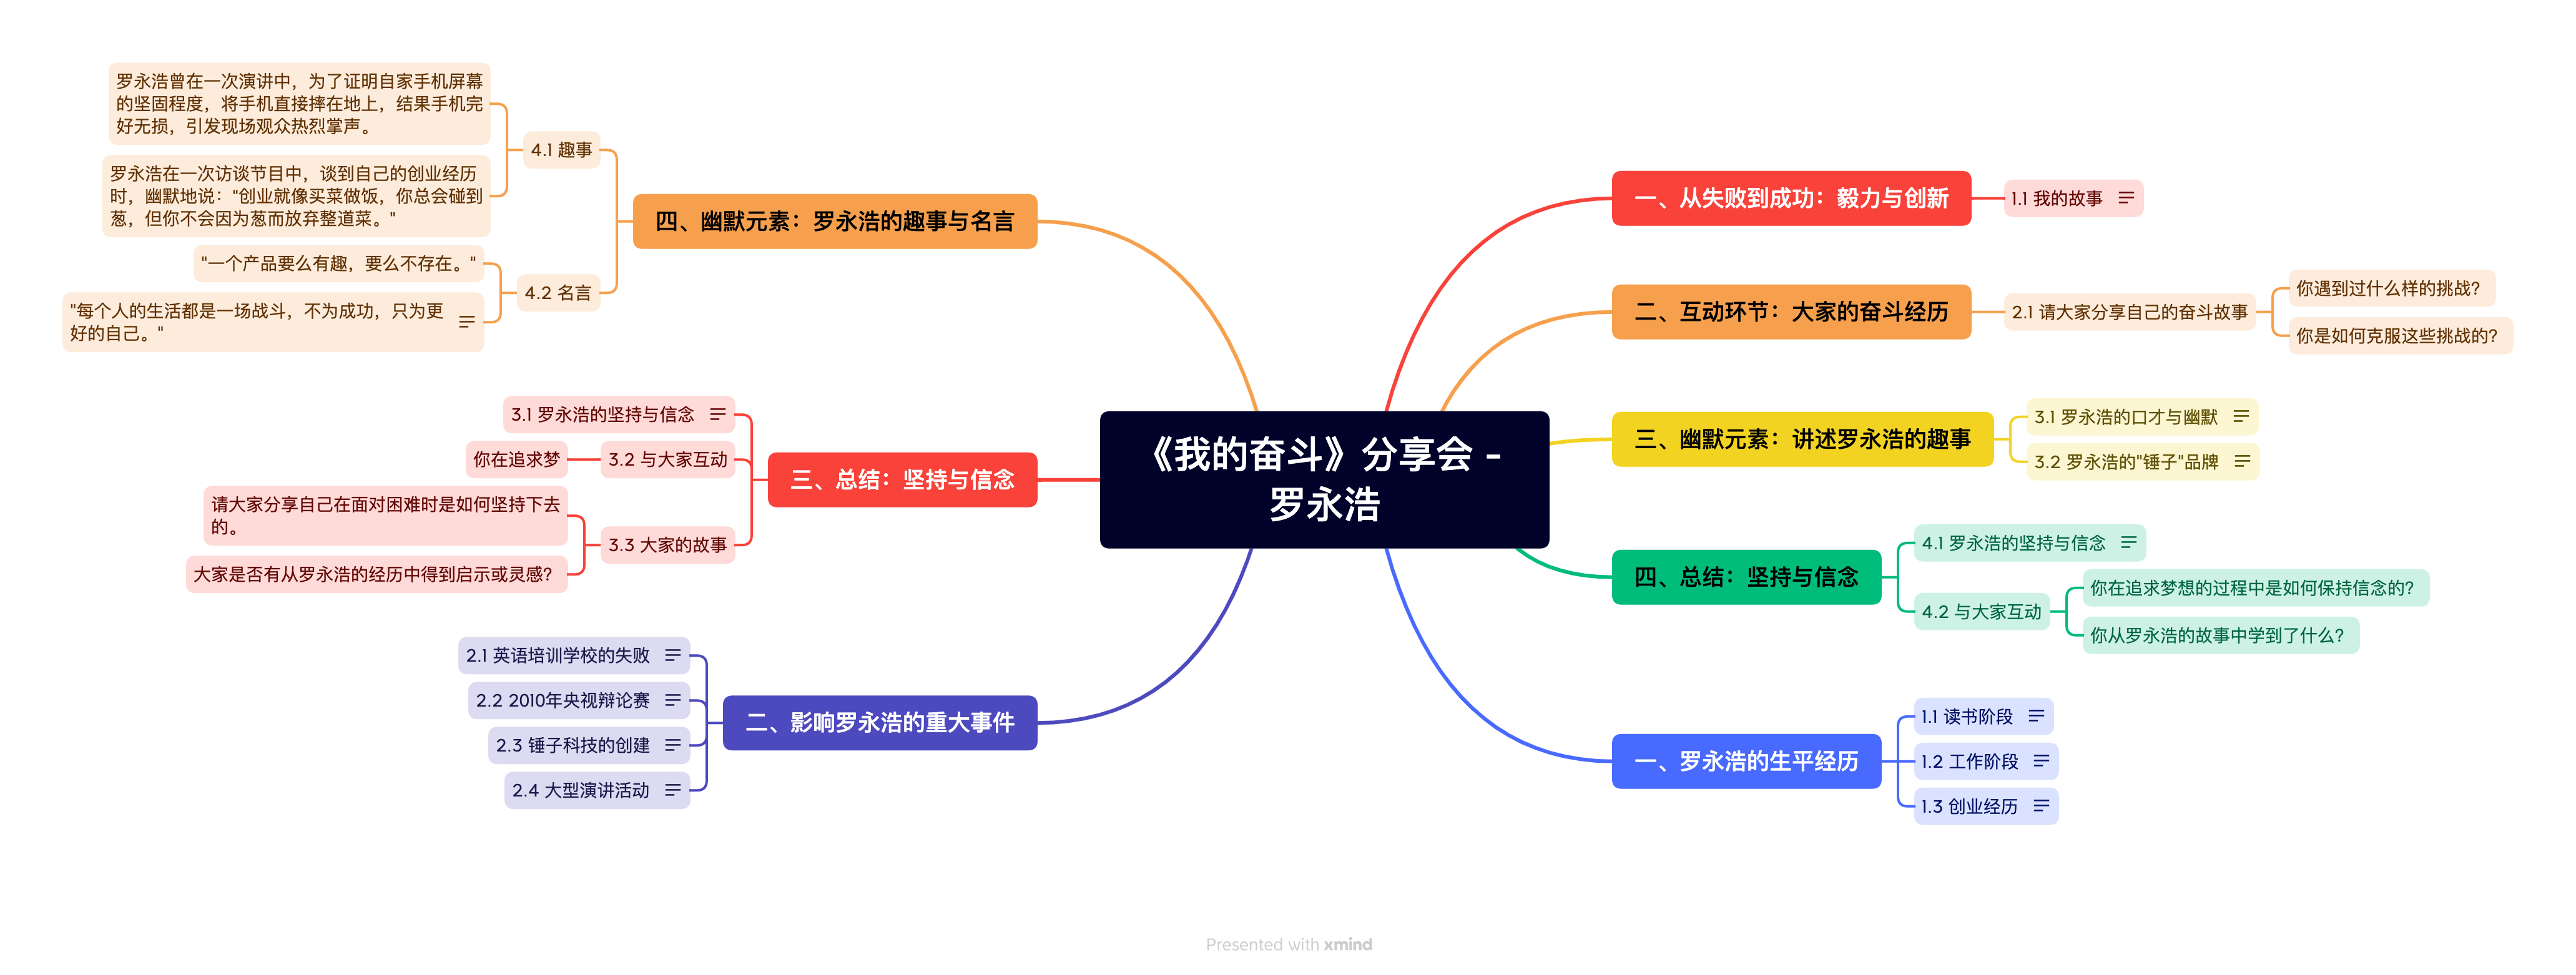 《我的奋斗》分享会 -
罗永浩
一、从失败到成功：毅力与创新
1.1 我的故事
二、互动环节：大家的奋斗经历
2.1 请大家分享自己的奋斗故事
你遇到过什么样的挑战？
你是如何克服这些挑战的？
三、幽默元素：讲述罗永浩的趣事
3.1 罗永浩的口才与幽默
3.2 罗永浩的"锤子"品牌
四、总结：坚持与信念
4.1 罗永浩的坚持与信念
4.2 与大家互动
你在追求梦想的过程中是如何保持信念的？
你从罗永浩的故事中学到了什么？
一、罗永浩的生平经历
1.1 读书阶段
1.2 工作阶段
1.3 创业经历
二、影响罗永浩的重大事件
2.1 英语培训学校的失败
2.2 2010年央视辩论赛
2.3 锤子科技的创建
2.4 大型演讲活动
三、总结：坚持与信念
3.1 罗永浩的坚持与信念
3.2 与大家互动
你在追求梦
3.3 大家的故事
请大家分享自己在面对困难时是如何坚持下去
的。
大家是否有从罗永浩的经历中得到启示或灵感？
四、幽默元素：罗永浩的趣事与名言
4.1 趣事
罗永浩曾在一次演讲中，为了证明自家手机屏幕
的坚固程度，将手机直接摔在地上，结果手机完
好无损，引发现场观众热烈掌声。
罗永浩在一次访谈节目中，谈到自己的创业经历
时，幽默地说："创业就像买菜做饭，你总会碰到
葱，但你不会因为葱而放弃整道菜。"
4.2 名言
"一个产品要么有趣，要么不存在。"
"每个人的生活都是一场战斗，不为成功，只为更
好的自己。"
Presented with xmind